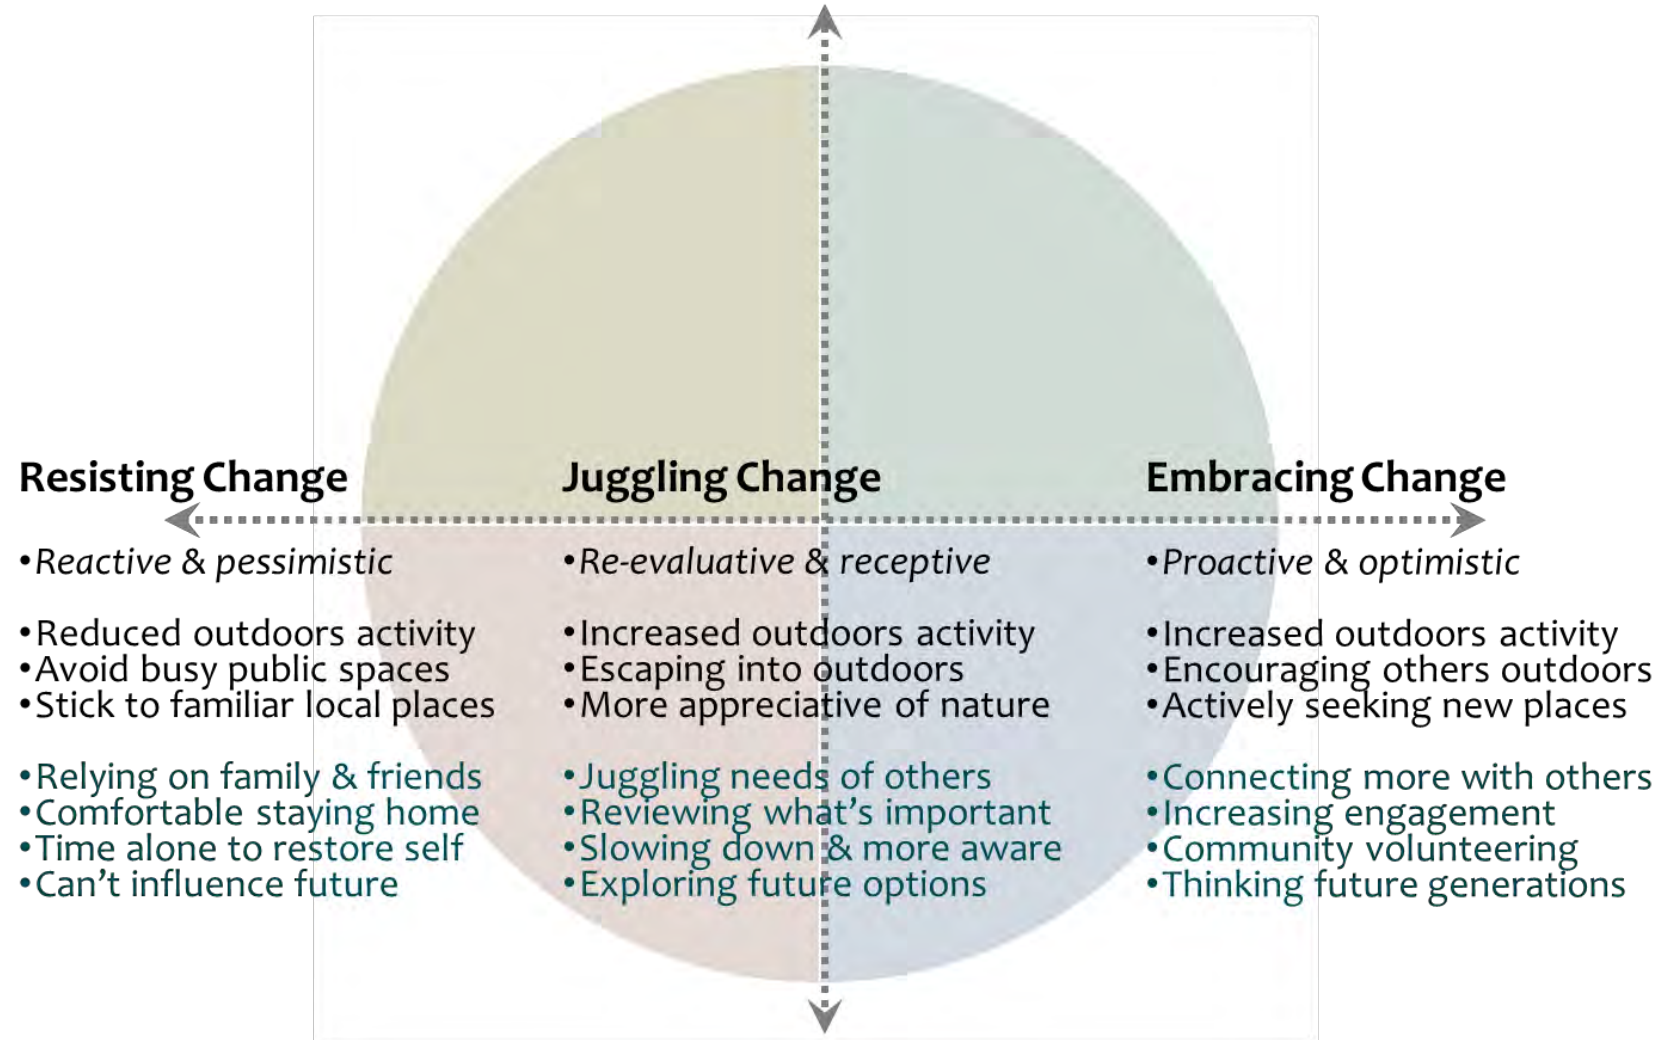 Resisting Change
•Reactive & pessimistic
•Reduced outdoors activity
•Avoid busy public spaces
•Stick to familiar local places
•Relying on family & friends
•Comfortable staying home
•Time alone to restore self
•Can't influence future
Juggling Change
•Re-evaluative & receptive
•Increased outdoors activity
•Escaping into outdoors
•More appreciative of nature
•Juggling needs of others
•Reviewing what's important
•Slowing down & more aware
•Exploring future options
Embracing Change
•Proactive & optimistic
•Increased outdoors activity
•Encouraging others outdoors
•Actively seeking new places
•Connecting more with others
•Increasing engagement
•Community volunteering
•Thinking future generations